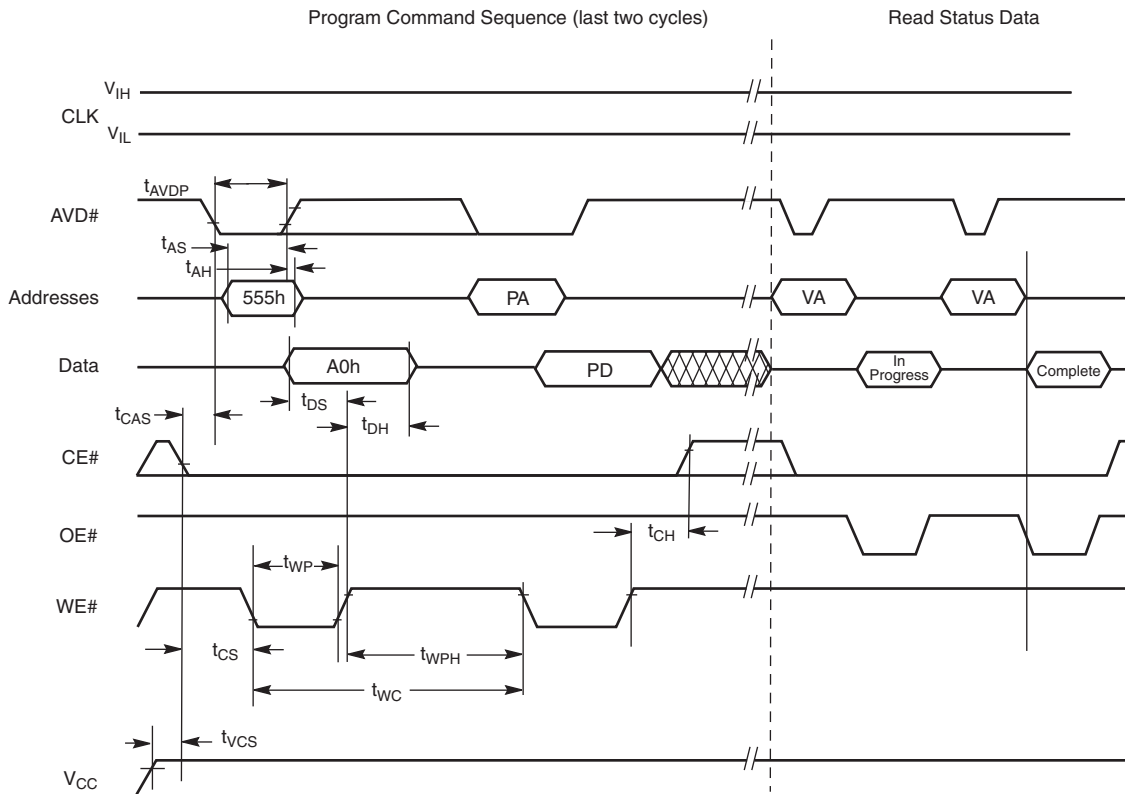 Program Command Sequence (last two cycles)
Read Status Data
VIH
CLK
VIL
tAVDP
AVD#
tAS
tAH
Addresses
555h
PA
VA
VA
Data
A0h
PD
In
Progress
Complete
tCAS
tDS
tDH
CE#
OE#
tCH
tWP
WE#
tCS
tWPH
tWC
tVCS
VCC